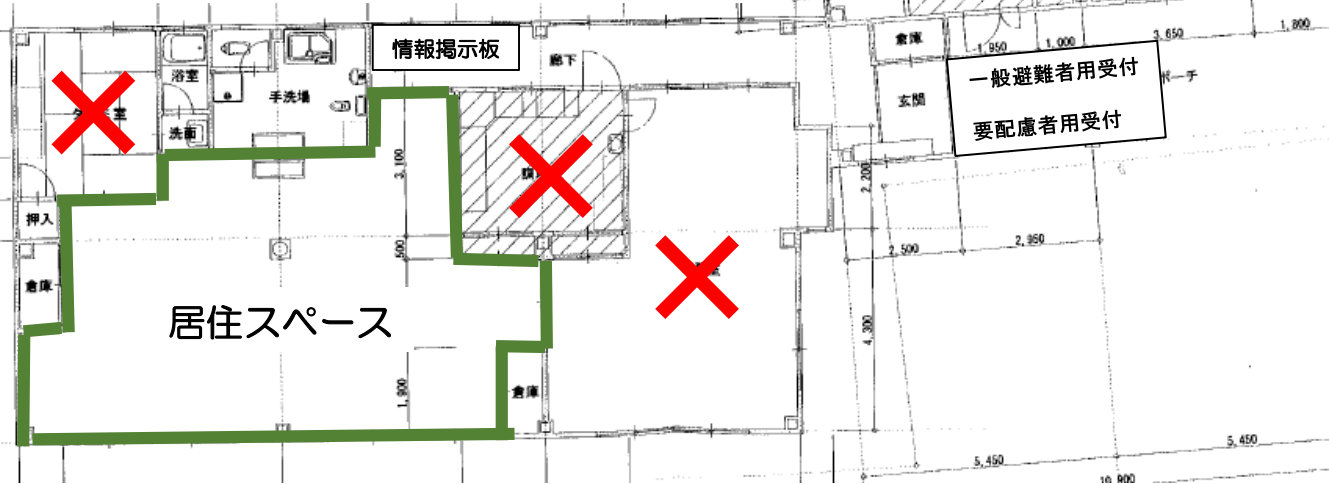 情報掲示板
倉庫
1,950
1,000
3,650
1,800
廊下
一般避難者用受付
要配慮者用受付
ポーチ
浴室
手洗場
玄関
室
洗面
3,100
2,200
押入
500
2,500
2,950
倉庫
居住スペース
4,300
1,900
倉庫
5,450
5,450
10,900